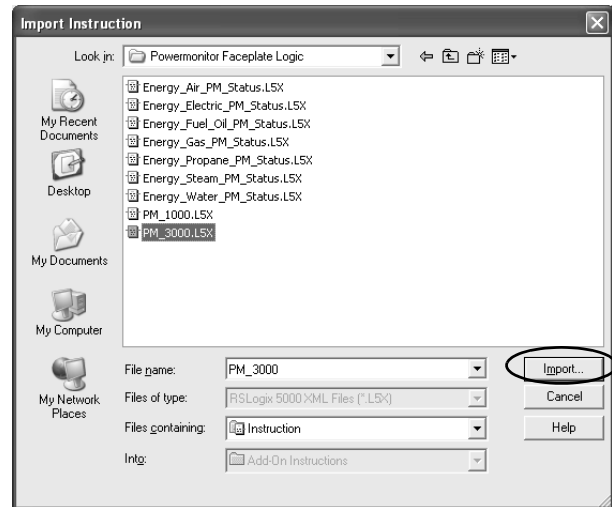 Import Instruction
Look in: Powermonitor Faceplate Logic
My Recent Documents
Desktop
My Documents
My Computer
My Network Places
Energy_Air_PM_Status.L5X
Energy_Electric_PM_Status.L5X
Energy_Fuel_Oil_PM_Status.L5X
Energy_Gas_PM_Status.L5X
Energy_Propane_PM_Status.L5X
Energy_Steam_PM_Status.L5X
Energy_Water_PM_Status.L5X
PM_1000.L5X
PM_3000.L5X
File name: PM_3000 Import...
Files of type: RSLogix 5000 XML Files (*.L5X) Cancel
Files containing: Instruction Help
Into: Add-On Instructions